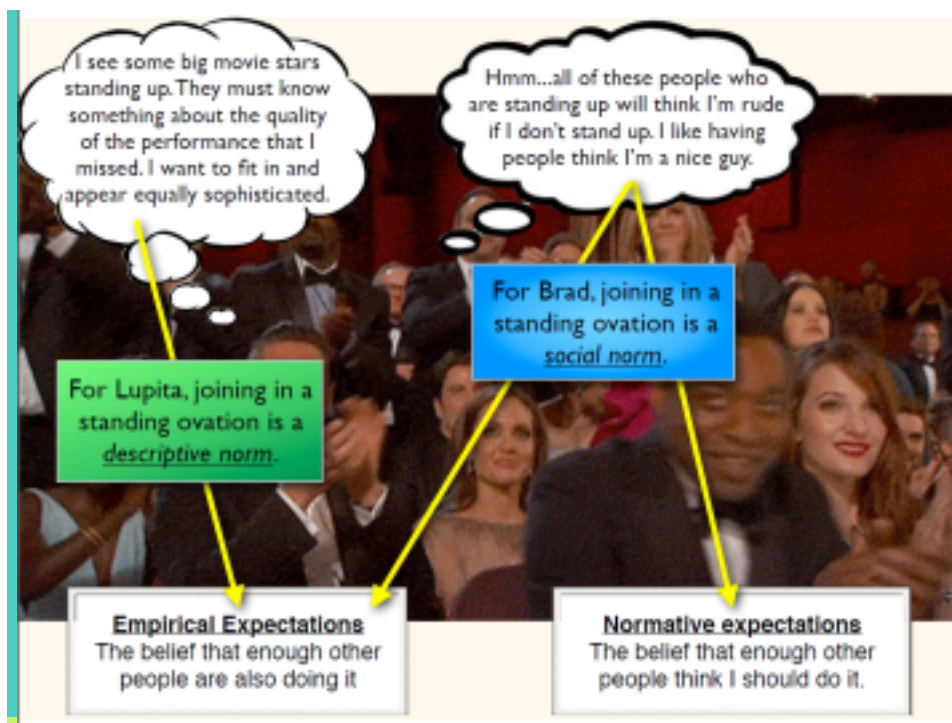 I see some big movie stars
standing up. They must know
something about the quality
of the performance that I
missed. I want to fit in and
appear equally sophisticated.
Hmm...all of these people who
are standing up will think I'm rude
if I don't stand up. I like having
people think I'm a nice guy.
For Brad, joining in a
standing ovation is a
social norm.
For Lupita, joining in a
standing ovation is a
descriptive norm.
Empirical Expectations
The belief that enough other
people are also doing it
Normative expectations
The belief that enough other
people think I should do it.